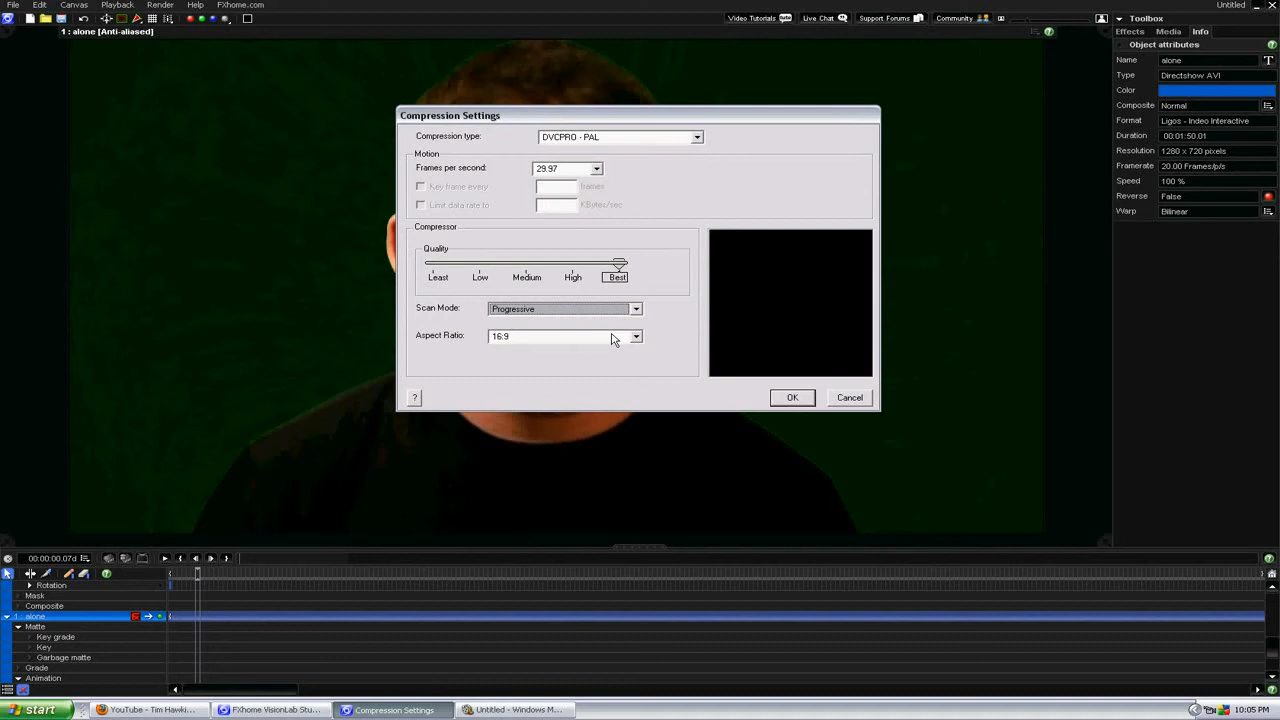 File Edit Canvas Playback Render Help FXhome.com Untitled
Video Tutorials Live Chat Support Forums Community Toolbox
1 : alone [Anti-aliased] Effects Media Info
Object attributes
Name alone
Type Directshow AVI
Color
Composite Normal
Format Ligos - Indeo Interactive
Duration 00:01:50.01
Resolution 1280 x 720 pixels
Framerate 20.00 Frames/p/s
Speed 100 %
Reverse False
Warp Bilinear
Compression Settings
Compression type: DVCPRO - PAL
Motion
Frames per second: 29.97
Key frame every frames
Limit data rate to KBytes/sec
Compressor
Quality
Least Low Medium High Best
Scan Mode: Progressive
Aspect Ratio: 16:9
? OK Cancel
00:00:00.07d
Rotation
Mask
Composite
1 : alone
Matte
Key grade
Key
Garbage matte
Grade
Animation
start YouTube - Tim Hawki... FXhome VisionLab Stu... Compression Settings Untitled - Windows M... 10:05 PM